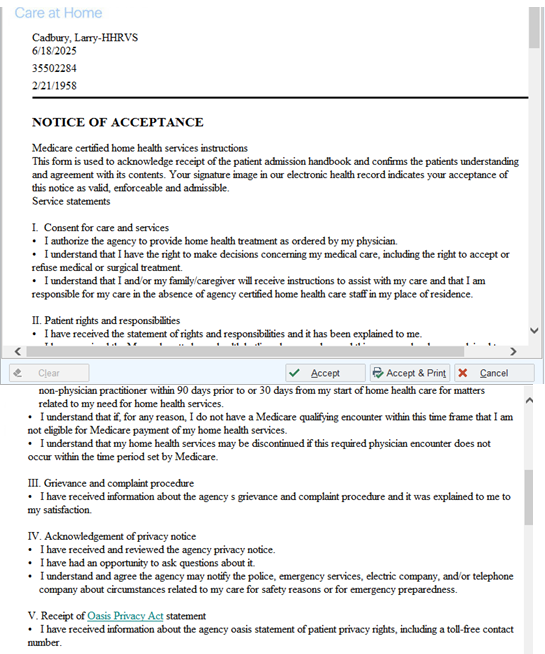 Care at Home
Cadbury, Larry-HHRVS
6/18/2025
35502284
2/21/1958
NOTICE OF ACCEPTANCE
Medicare certified home health services instructions
This form is used to acknowledge receipt of the patient admission handbook and confirms the patients understanding
and agreement with its contents. Your signature image in our electronic health record indicates your acceptance of
this notice as valid, enforceable and admissible.
Service statements
I. Consent for care and services
• I authorize the agency to provide home health treatment as ordered by my physician.
• I understand that I have the right to make decisions concerning my medical care, including the right to accept or
refuse medical or surgical treatment.
• I understand that I and/or my family/caregiver will receive instructions to assist with my care and that I am
responsible for my care in the absence of agency certified home health care staff in my place of residence.
II. Patient rights and responsibilities
• I have received the statement of rights and responsibilities and it has been explained to me.
Clear
Accept
Accept & Print
Cancel
non-physician practitioner within 90 days prior to or 30 days from my start of home health care for matters
related to my need for home health services.
• I understand that if, for any reason, I do not have a Medicare qualifying encounter within this time frame that I am
not eligible for Medicare payment of my home health services.
• I understand that my home health services may be discontinued if this required physician encounter does not
occur within the time period set by Medicare.
III. Grievance and complaint procedure
• I have received information about the agency s grievance and complaint procedure and it was explained to me to
my satisfaction.
IV. Acknowledgement of privacy notice
• I have received and reviewed the agency privacy notice.
• I have had an opportunity to ask questions about it.
• I understand and agree the agency may notify the police, emergency services, electric company, and/or telephone
company about circumstances related to my care for safety reasons or for emergency preparedness.
V. Receipt of Oasis Privacy Act statement
• I have received information about the agency oasis statement of patient privacy rights, including a toll-free contact
number.